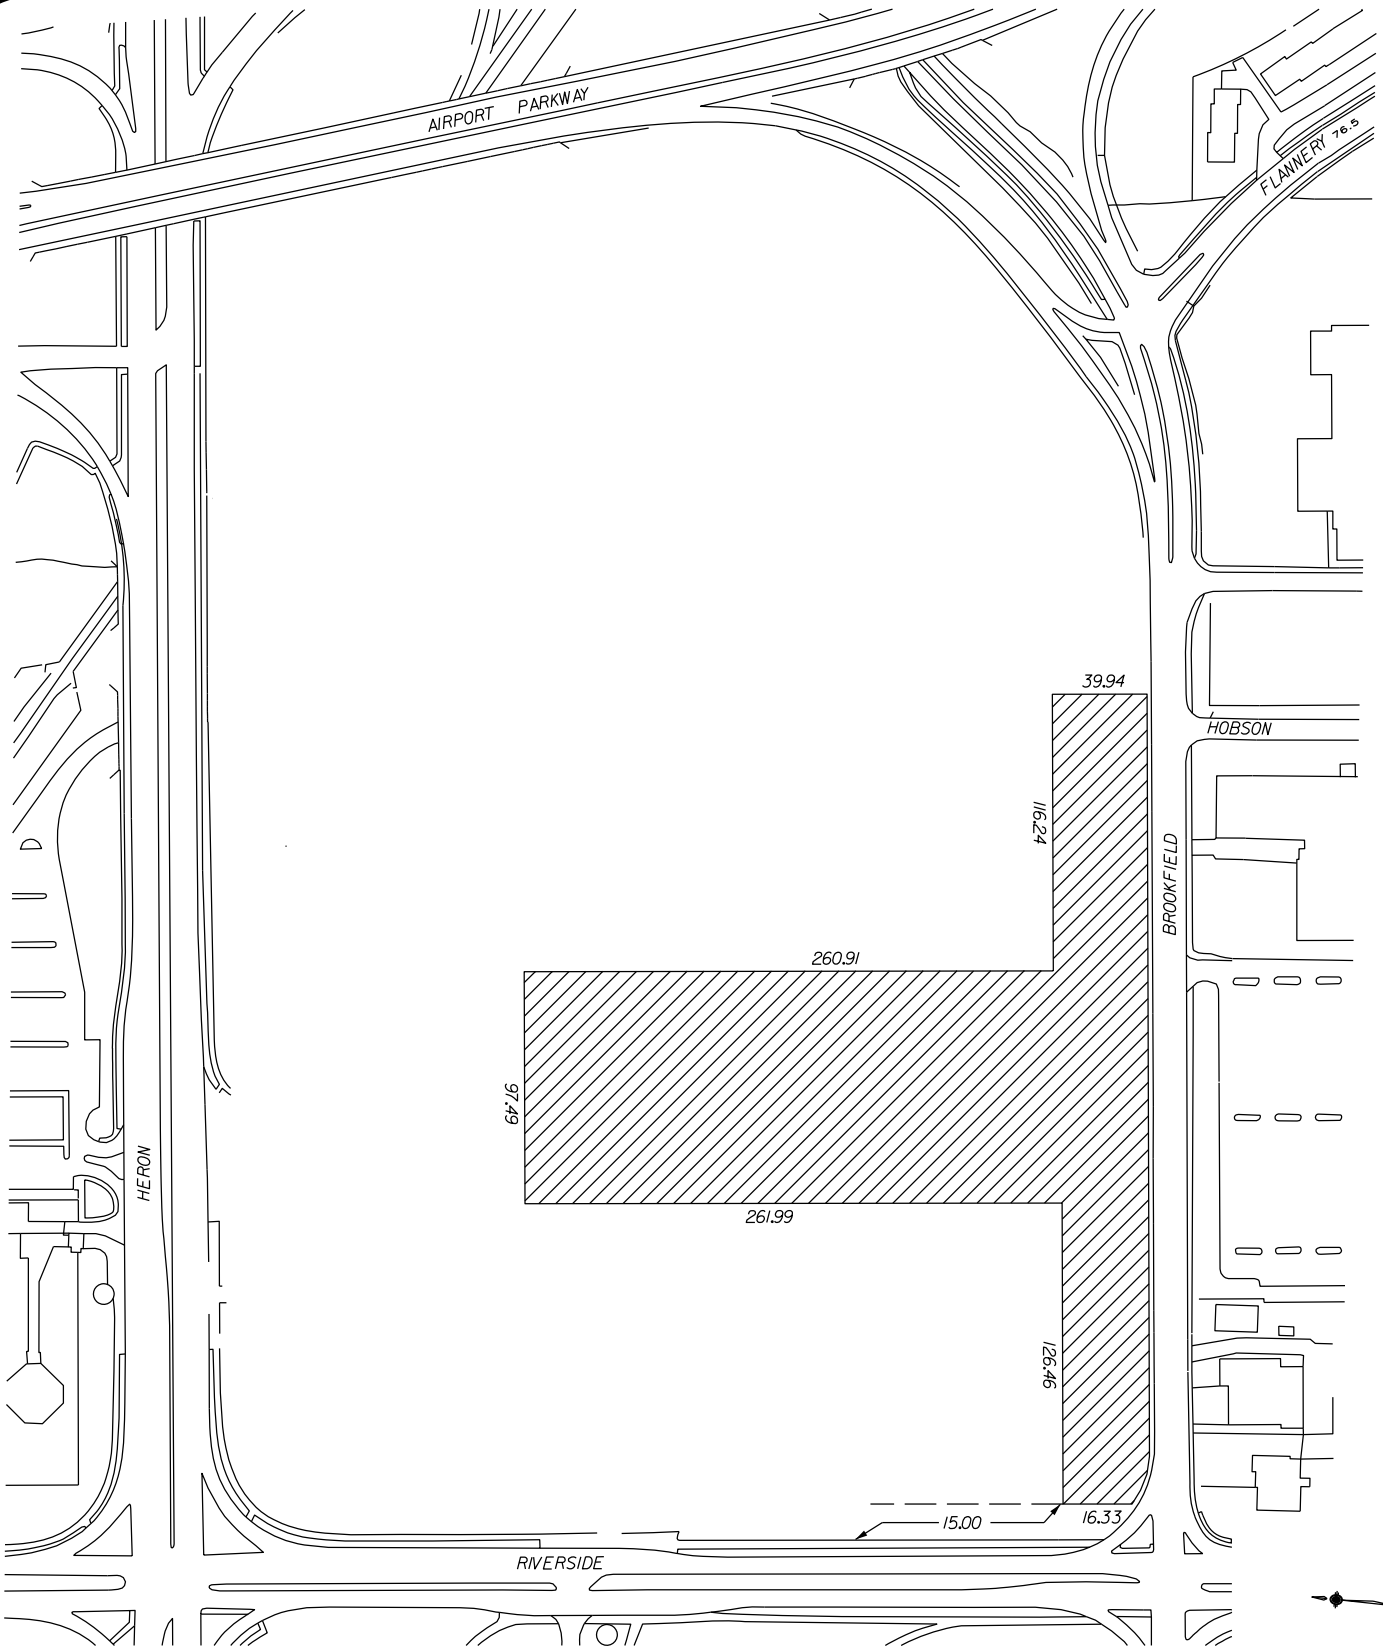 AIRPORT PARKWAY
FLANNERY 76.5
39.94
HOBSON
116.24
BROOKFIELD
260.91
97.49
HERON
261.99
126.46
16.33
15.00
RIVERSIDE